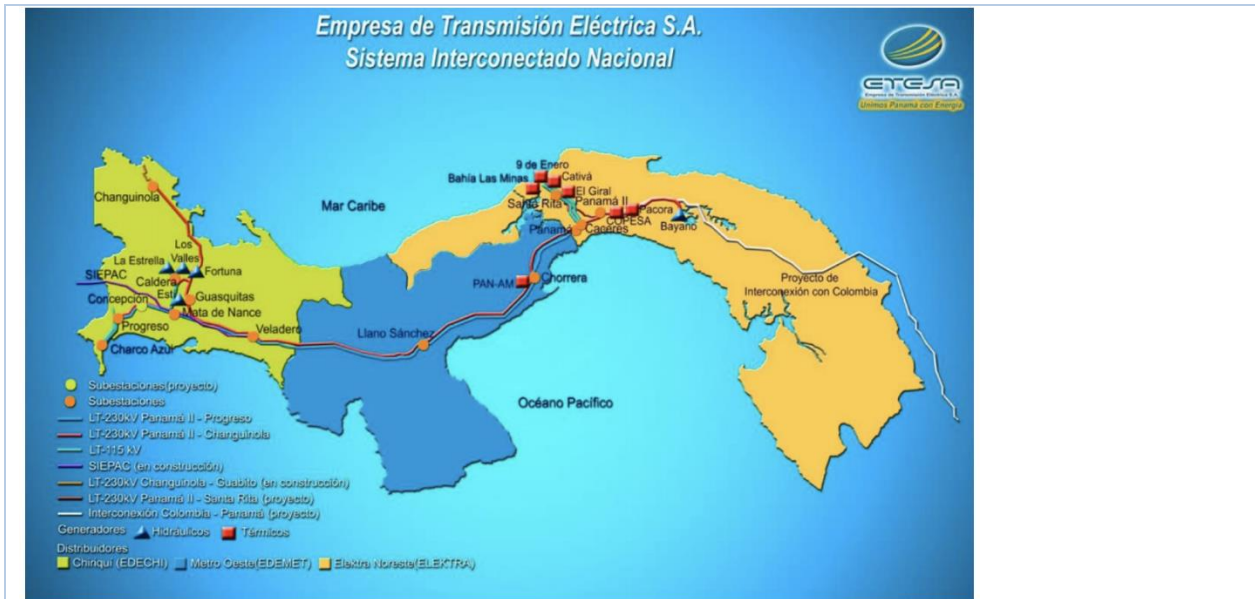 Empresa de Transmisión Eléctrica S.A.
Sistema Interconectado Nacional
ETESA
Empresa de Transmisión Eléctrica S.A.
Unimos Panamá con Energía
9 de Enero
Bahía Las Minas
Cativá
El Giral
Santa Rita
Panamá II
Changuinola
Mar Caribe
COPESA
Pacora
Panamá
Cáceres
Bayano
Los
Valles
La Estrella
Fortuna
SIEPAC
Caldera
PAN-AM
Chorrera
Proyecto de
Interconexión con Colombia
Concepción
Esti
Guasquitas
Mata de Nance
Progreso
Veladero
Llano Sánchez
Charco Azul
Océano Pacífico
Subestaciones(proyecto)
Subestaciones
LT-230kV Panamá II - Progreso
LT-230kV Panamá II - Changuinola
LT-115 kV
SIEPAC (en construcción)
LT-230kV Changuinola - Guabito (en construcción)
LT-230kV Panamá II - Santa Rita (proyecto)
Interconexión Colombia - Panamá (proyecto)
Generadores Hidráulicos Térmicos
Distribuidores
Chiriquí (EDECHI) Metro Oeste(EDEMET) Elektra Noreste(ELEKTRA)